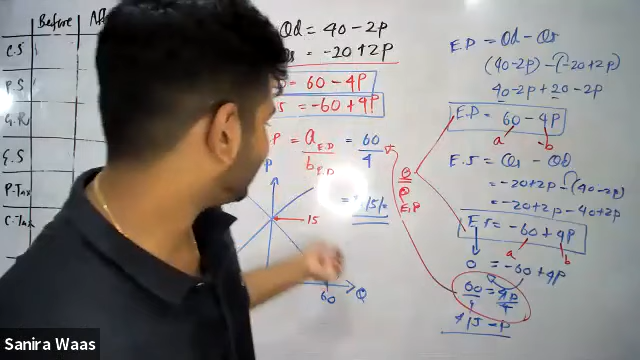 Before
C.S
P.S
G.R
E.S
P.Tax
C.Tax
Qd = 40 - 2P
= -20 + 2P
= 60 - 4P
= -60 + 4P
P = a E.D / b E.D = 60 / 4
P
= 15/=
15
60
Q
E.D = Qd - Qs
(40 - 2P) - (-20 + 2P)
40 - 2P + 20 - 2P
E.D = 60 - 4P
a
-b
E.S = Qs - Qd
= -20 + 2P - (40 - 2P)
= -20 + 2P - 40 + 2P
= -60 + 4P
a
b
0 = -60 + 4P
60 / 4 = 4P / 4
15 = P
Sanira Waas